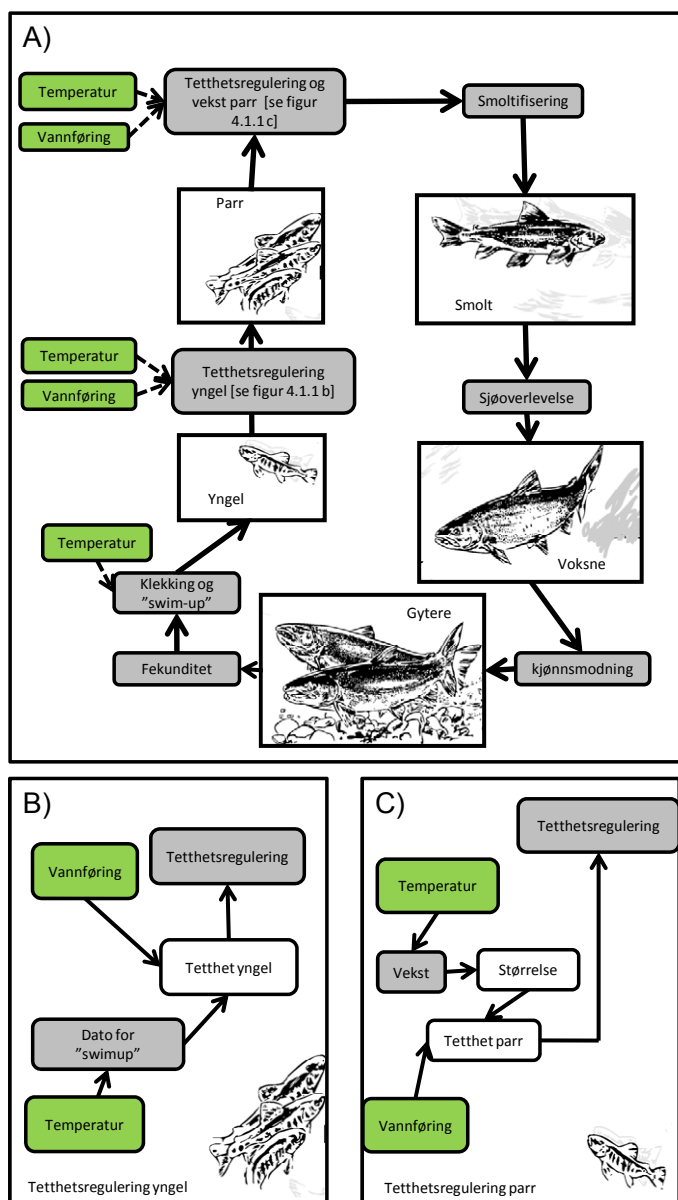 A)
Temperatur
Vannføring
Tetthetsregulering og
vekst parr [se figur
4.1.1 c]
Smoltifisering
Parr
Smolt
Temperatur
Vannføring
Tetthetsregulering
yngel [se figur 4.1.1 b]
Sjøoverlevelse
Yngel
Voksne
Temperatur
Klekking og
"swim-up"
Gytere
Fekunditet
kjønnsmodning
B)
Vannføring
Tetthetsregulering
Tetthet yngel
Dato for
"swimup"
Temperatur
Tetthetsregulering yngel
C)
Tetthetsregulering
Temperatur
Vekst
Størrelse
Tetthet parr
Vannføring
Tetthetsregulering parr